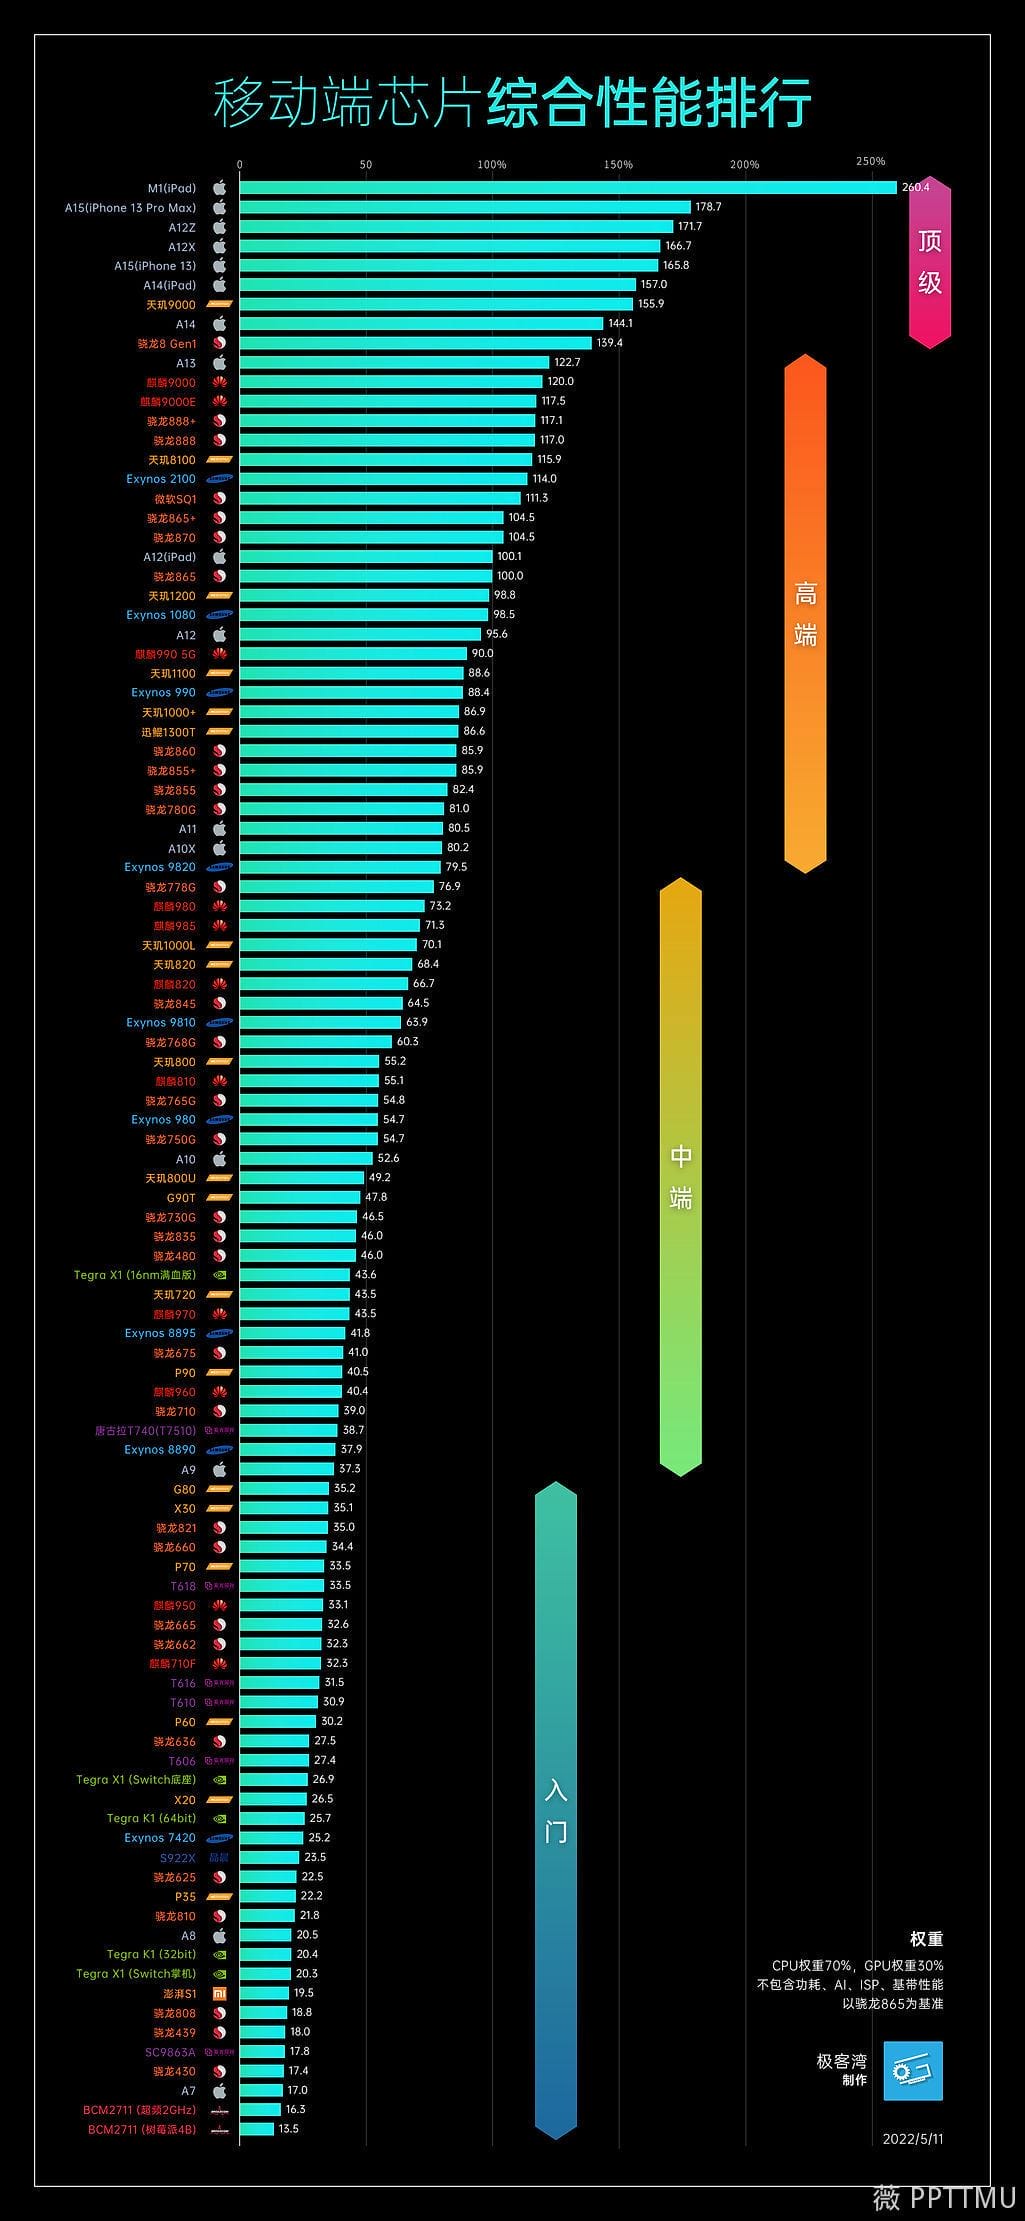 移动端芯片综合性能排行
0 50 100% 150% 200% 250%
M1(iPad) 260.4
A15(iPhone 13 Pro Max) 178.7
A12Z 171.7
A12X 166.7
A15(iPhone 13) 165.8
A14(iPad) 157.0
天玑9000 155.9
A14 144.1
骁龙8 Gen1 139.4
顶级
A13 122.7
麒麟9000 120.0
麒麟9000E 117.5
骁龙888+ 117.1
骁龙888 117.0
天玑8100 115.9
Exynos 2100 114.0
微软SQ1 111.3
骁龙865+ 104.5
骁龙870 104.5
A12(iPad) 100.1
骁龙865 100.0
天玑1200 98.8
Exynos 1080 98.5
A12 95.6
麒麟990 5G 90.0
天玑1100 88.6
Exynos 990 88.4
天玑1000+ 86.9
迅鲲1300T 86.6
骁龙860 85.9
骁龙855+ 85.9
骁龙855 82.4
骁龙780G 81.0
A11 80.5
A10X 80.2
Exynos 9820 79.5
高端
骁龙778G 76.9
麒麟980 73.2
麒麟985 71.3
天玑1000L 70.1
天玑820 68.4
麒麟820 66.7
骁龙845 64.5
Exynos 9810 63.9
骁龙768G 60.3
天玑800 55.2
麒麟810 55.1
骁龙765G 54.8
Exynos 980 54.7
骁龙750G 54.7
A10 52.6
天玑800U 49.2
G90T 47.8
骁龙730G 46.5
骁龙835 46.0
骁龙480 46.0
Tegra X1 (16nm满血版) 43.6
天玑720 43.5
麒麟970 43.5
Exynos 8895 41.8
骁龙675 41.0
P90 40.5
麒麟960 40.4
骁龙710 39.0
唐古拉T740(T7510) 38.7
Exynos 8890 37.9
A9 37.3
中端
G80 35.2
X30 35.1
骁龙821 35.0
骁龙660 34.4
P70 33.5
T618 33.5
麒麟950 33.1
骁龙665 32.6
骁龙662 32.3
麒麟710F 32.3
T616 31.5
T610 30.9
P60 30.2
骁龙636 27.5
T606 27.4
Tegra X1 (Switch底座) 26.9
X20 26.5
Tegra K1 (64bit) 25.7
Exynos 7420 25.2
S922X 晶晨 23.5
骁龙625 22.5
P35 22.2
骁龙810 21.8
A8 20.5
Tegra K1 (32bit) 20.4
Tegra X1 (Switch掌机) 20.3
澎湃S1 19.5
骁龙808 18.8
骁龙439 18.0
SC9863A 17.8
骁龙430 17.4
A7 17.0
BCM2711 (超频2GHz) 16.3
BCM2711 (树莓派4B) 13.5
入门
权重
CPU权重70%，GPU权重30%
不包含功耗、AI、ISP、基带性能
以骁龙865为基准
极客湾
制作
2022/5/11
薇 PPTTMU